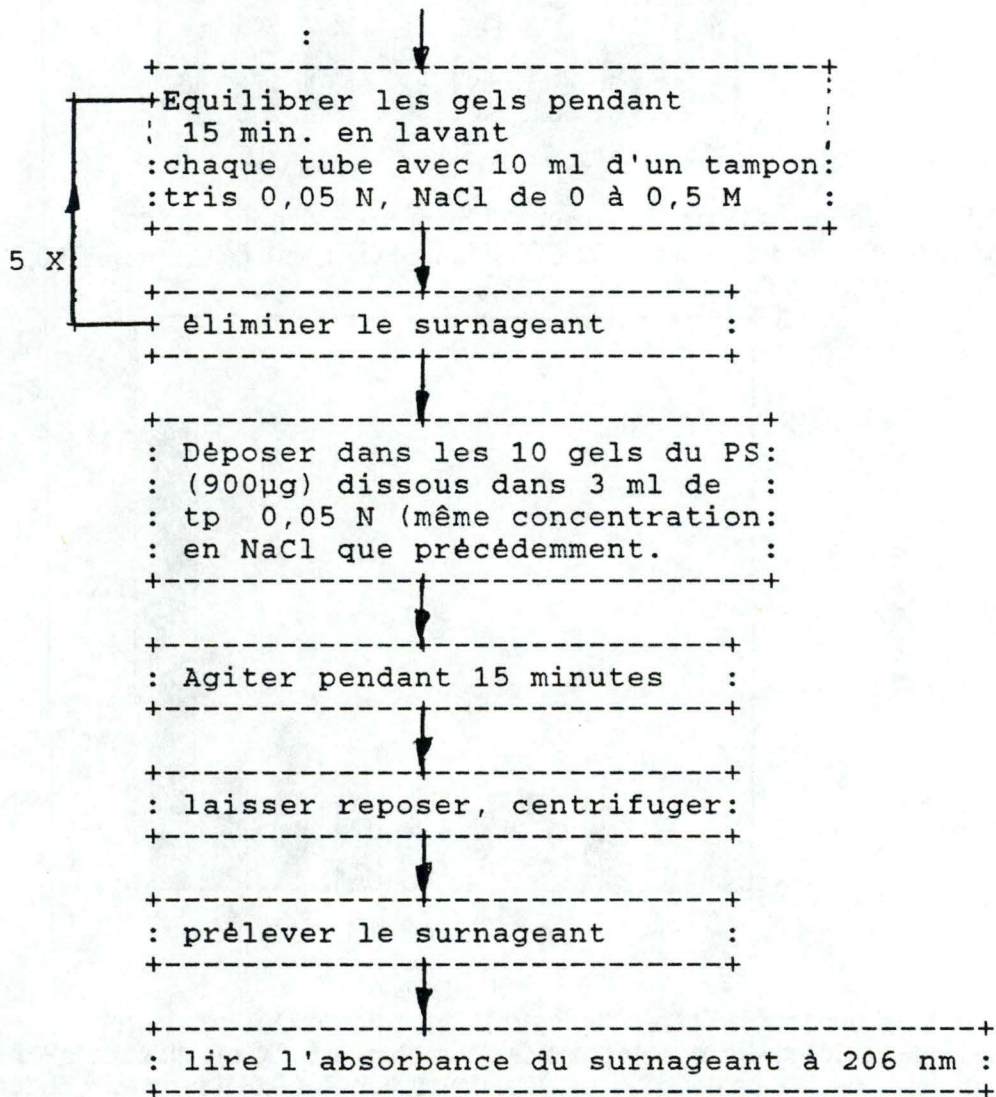 Equilibrer les gels pendant
15 min. en lavant
chaque tube avec 10 ml d'un tampon
tris 0,05 N, NaCl de 0 à 0,5 M
5 X
éliminer le surnageant
Déposer dans les 10 gels du PS
(900µg) dissous dans 3 ml de
tp 0,05 N (même concentration
en NaCl que précédemment.
Agiter pendant 15 minutes
laisser reposer, centrifuger
prélever le surnageant
lire l'absorbance du surnageant à 206 nm